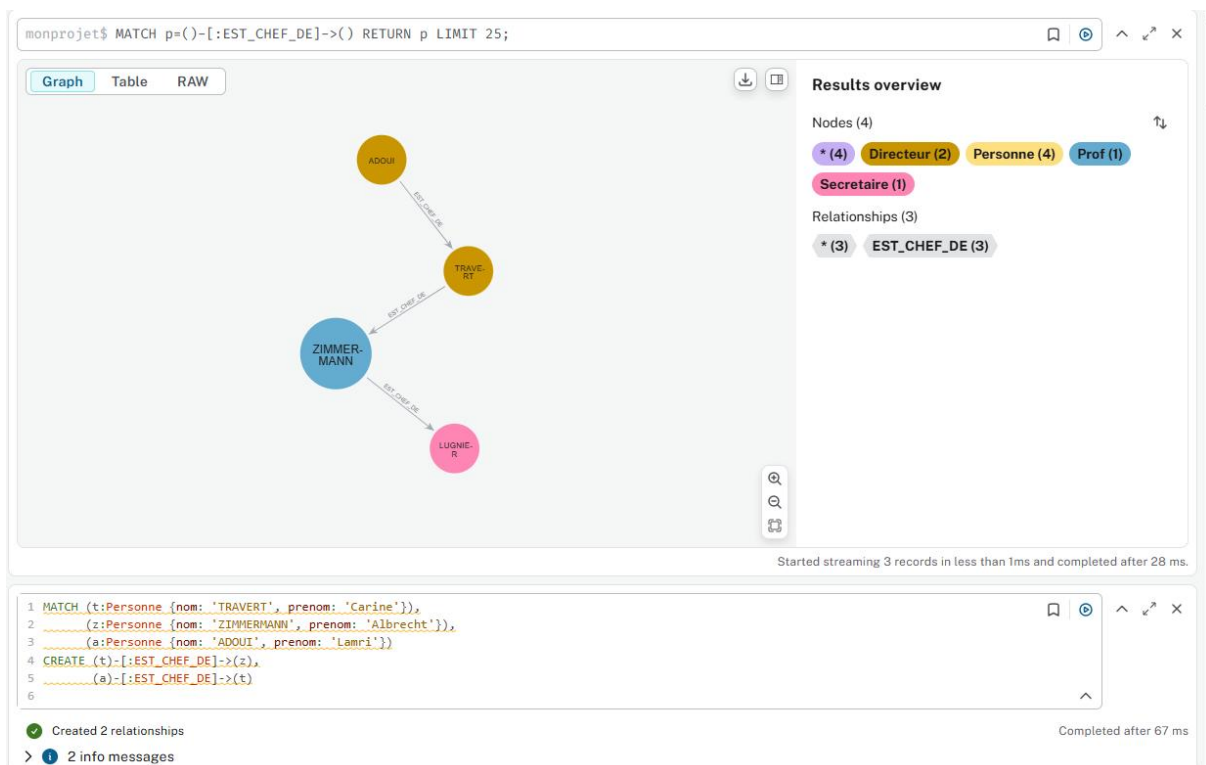 monprojet$ MATCH p=()-[:EST_CHEF_DE]->() RETURN p LIMIT 25;
Graph Table RAW
Results overview
Nodes (4)
* (4) Directeur (2) Personne (4) Prof (1)
Secretaire (1)
Relationships (3)
* (3) EST_CHEF_DE (3)
ADOUI
EST_CHEF_DE
TRAVE-
RT
EST_CHEF_DE
ZIMMER-
MANN
EST_CHEF_DE
LUGNIE-
R
Started streaming 3 records in less than 1ms and completed after 28 ms.
1 MATCH (t:Personne {nom: 'TRAVERT', prenom: 'Carine'}),
2 (z:Personne {nom: 'ZIMMERMANN', prenom: 'Albrecht'}),
3 (a:Personne {nom: 'ADOUI', prenom: 'Lamri'})
4 CREATE (t)-[:EST_CHEF_DE]->(z),
5 (a)-[:EST_CHEF_DE]->(t)
6
Created 2 relationships
Completed after 67 ms
2 info messages